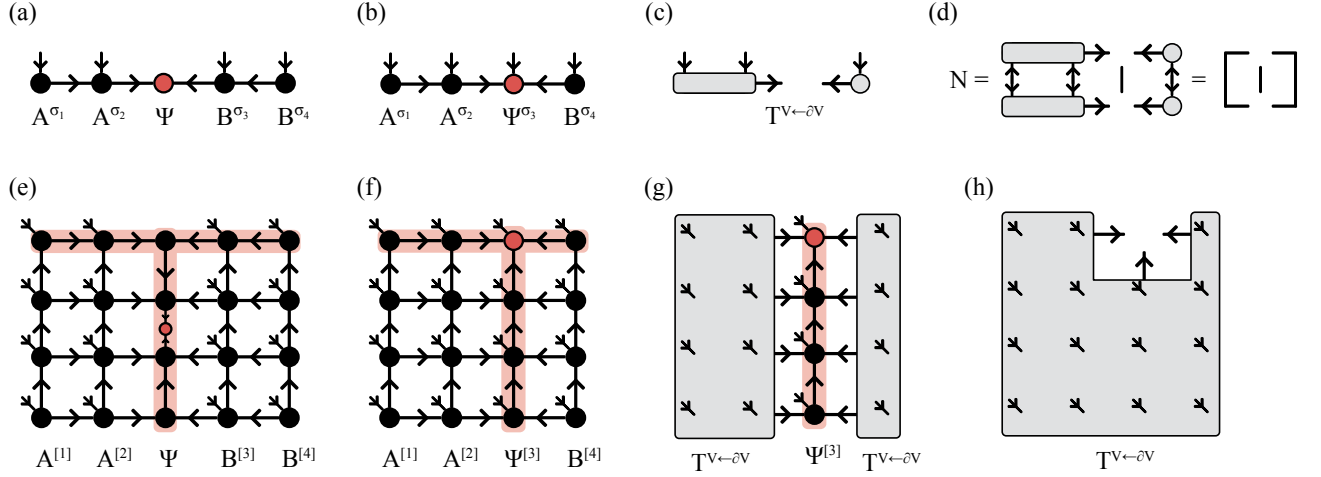 (a) (b) (c) (d)
A^σ₁ A^σ₂ Ψ B^σ₃ B^σ₄
A^σ₁ A^σ₂ Ψ^σ₃ B^σ₄
T^V←∂V
N = =
(e) (f) (g) (h)
A^[1] A^[2] Ψ B^[3] B^[4]
A^[1] A^[2] Ψ^[3] B^[4]
T^V←∂V Ψ^[3] T^V←∂V
T^V←∂V